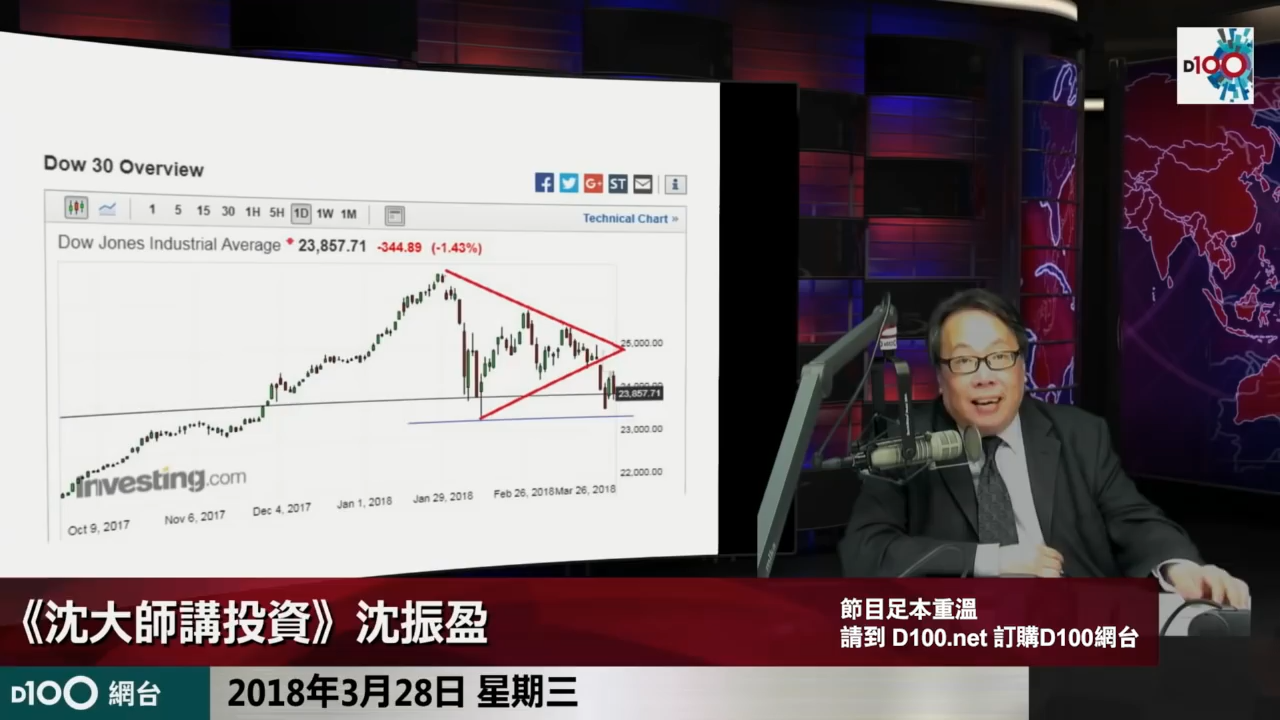 D100
Dow 30 Overview
ST
1 5 15 30 1H 5H 1D 1W 1M
Technical Chart »
Dow Jones Industrial Average 23,857.71 -344.89 (-1.43%)
25,000.00
24,000.00
23,857.71
23,000.00
22,000.00
Investing.com
Oct 9, 2017 Nov 6, 2017 Dec 4, 2017 Jan 1, 2018 Jan 29, 2018 Feb 26, 2018 Mar 26, 2018
《沈大師講投資》沈振盈
節目足本重溫
請到 D100.net 訂購D100網台
D100 網台
2018年3月28日 星期三